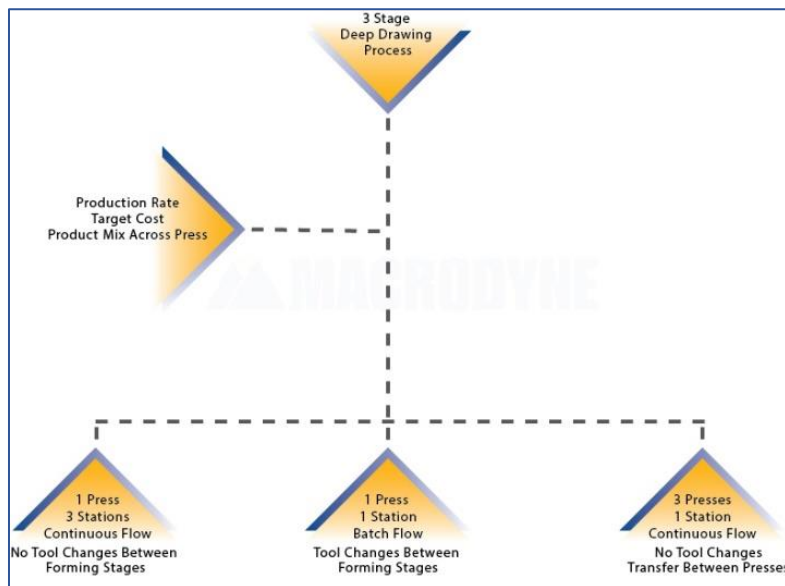 3 Stage
Deep Drawing
Process
Production Rate
Target Cost
Product Mix Across Press
MACRODYNE
1 Press
3 Stations
Continuous Flow
No Tool Changes Between
Forming Stages
1 Press
1 Station
Batch Flow
Tool Changes Between
Forming Stages
3 Presses
1 Station
Continuous Flow
No Tool Changes
Transfer Between Presses